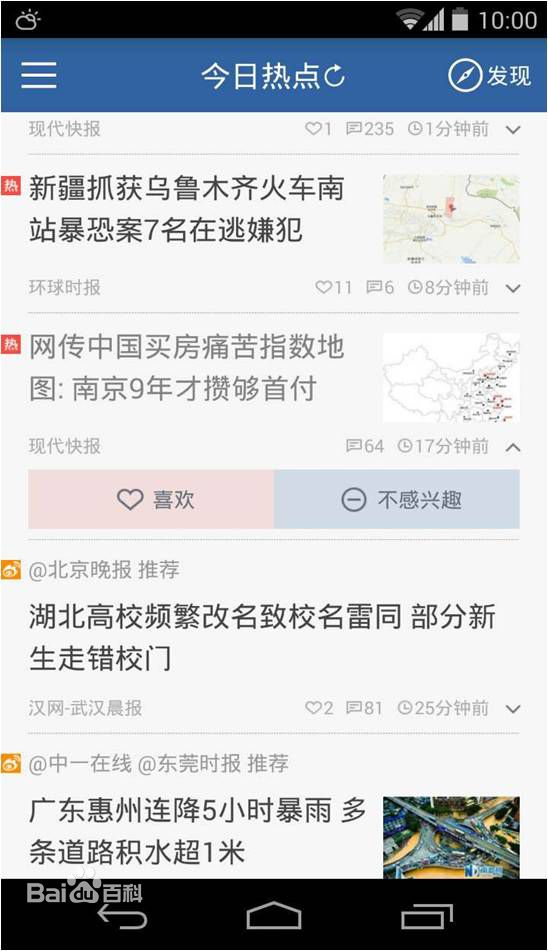 10:00
今日热点
发现
现代快报 1 235 1分钟前
热
新疆抓获乌鲁木齐火车南
站暴恐案7名在逃嫌犯
环球时报 11 6 8分钟前
热
网传中国买房痛苦指数地
图: 南京9年才攒够首付
现代快报 64 17分钟前
喜欢 不感兴趣
@北京晚报 推荐
湖北高校频繁改名致校名雷同 部分新
生走错校门
汉网-武汉晨报 2 81 25分钟前
@中一在线 @东莞时报 推荐
广东惠州连降5小时暴雨 多
条道路积水超1米
Baidu百科